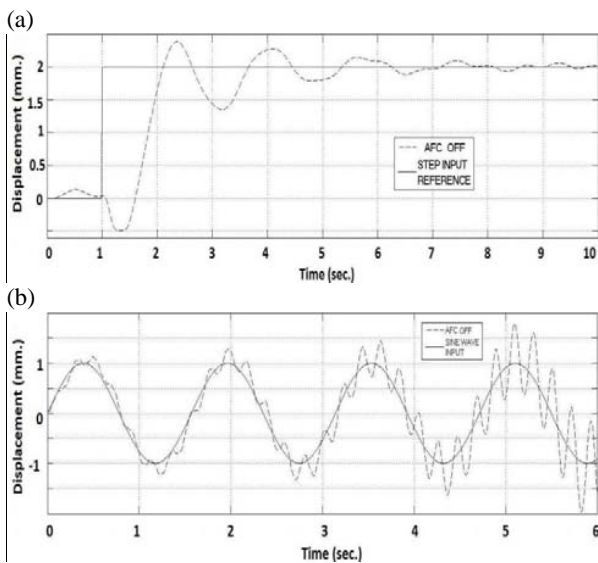 (a)
Displacement (mm.)
2
1.5
1
0.5
0
AFC OFF
STEP INPUT
REFERENCE
0 1 2 3 4 5 6 7 8 9 10
Time (sec.)
(b)
Displacement (mm.)
1
0
-1
AFC OFF
SINE WAVE
INPUT
0 1 2 3 4 5 6
Time (sec.)